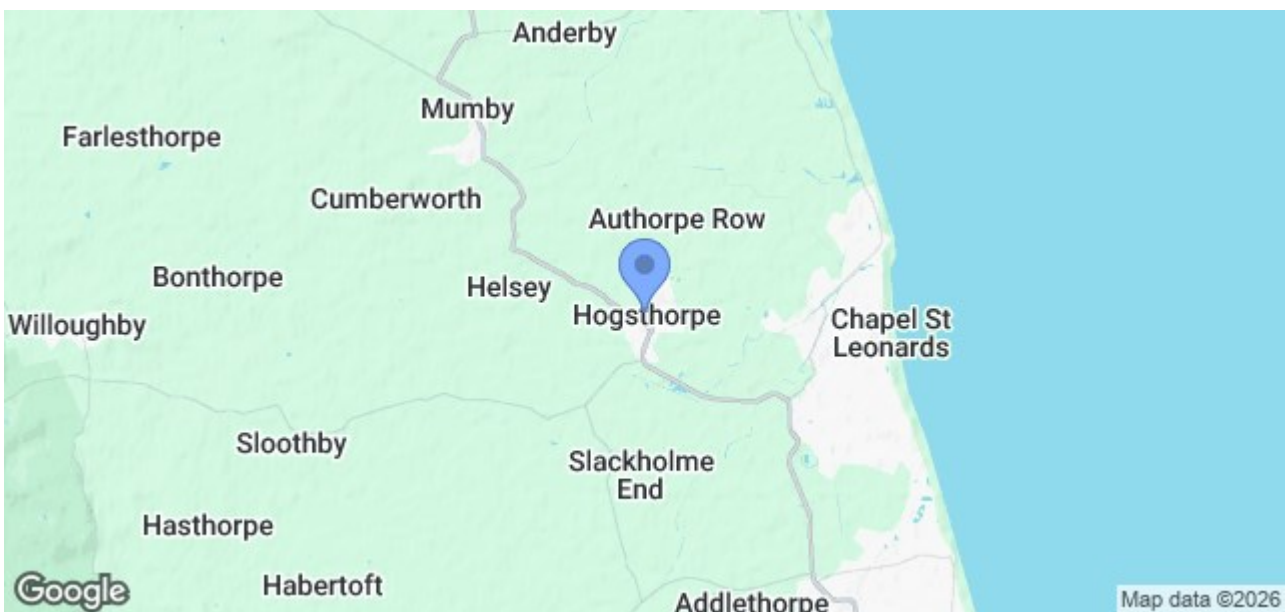 Anderby
Mumby
Farlesthorpe
Cumberworth
Authorpe Row
Bonthorpe
Helsey
Willoughby
Hogsthorpe
Chapel St
Leonards
Sloothby
Slackholme
End
Hasthorpe
Habertoft
Addlethorpe
Google
Map data ©2026